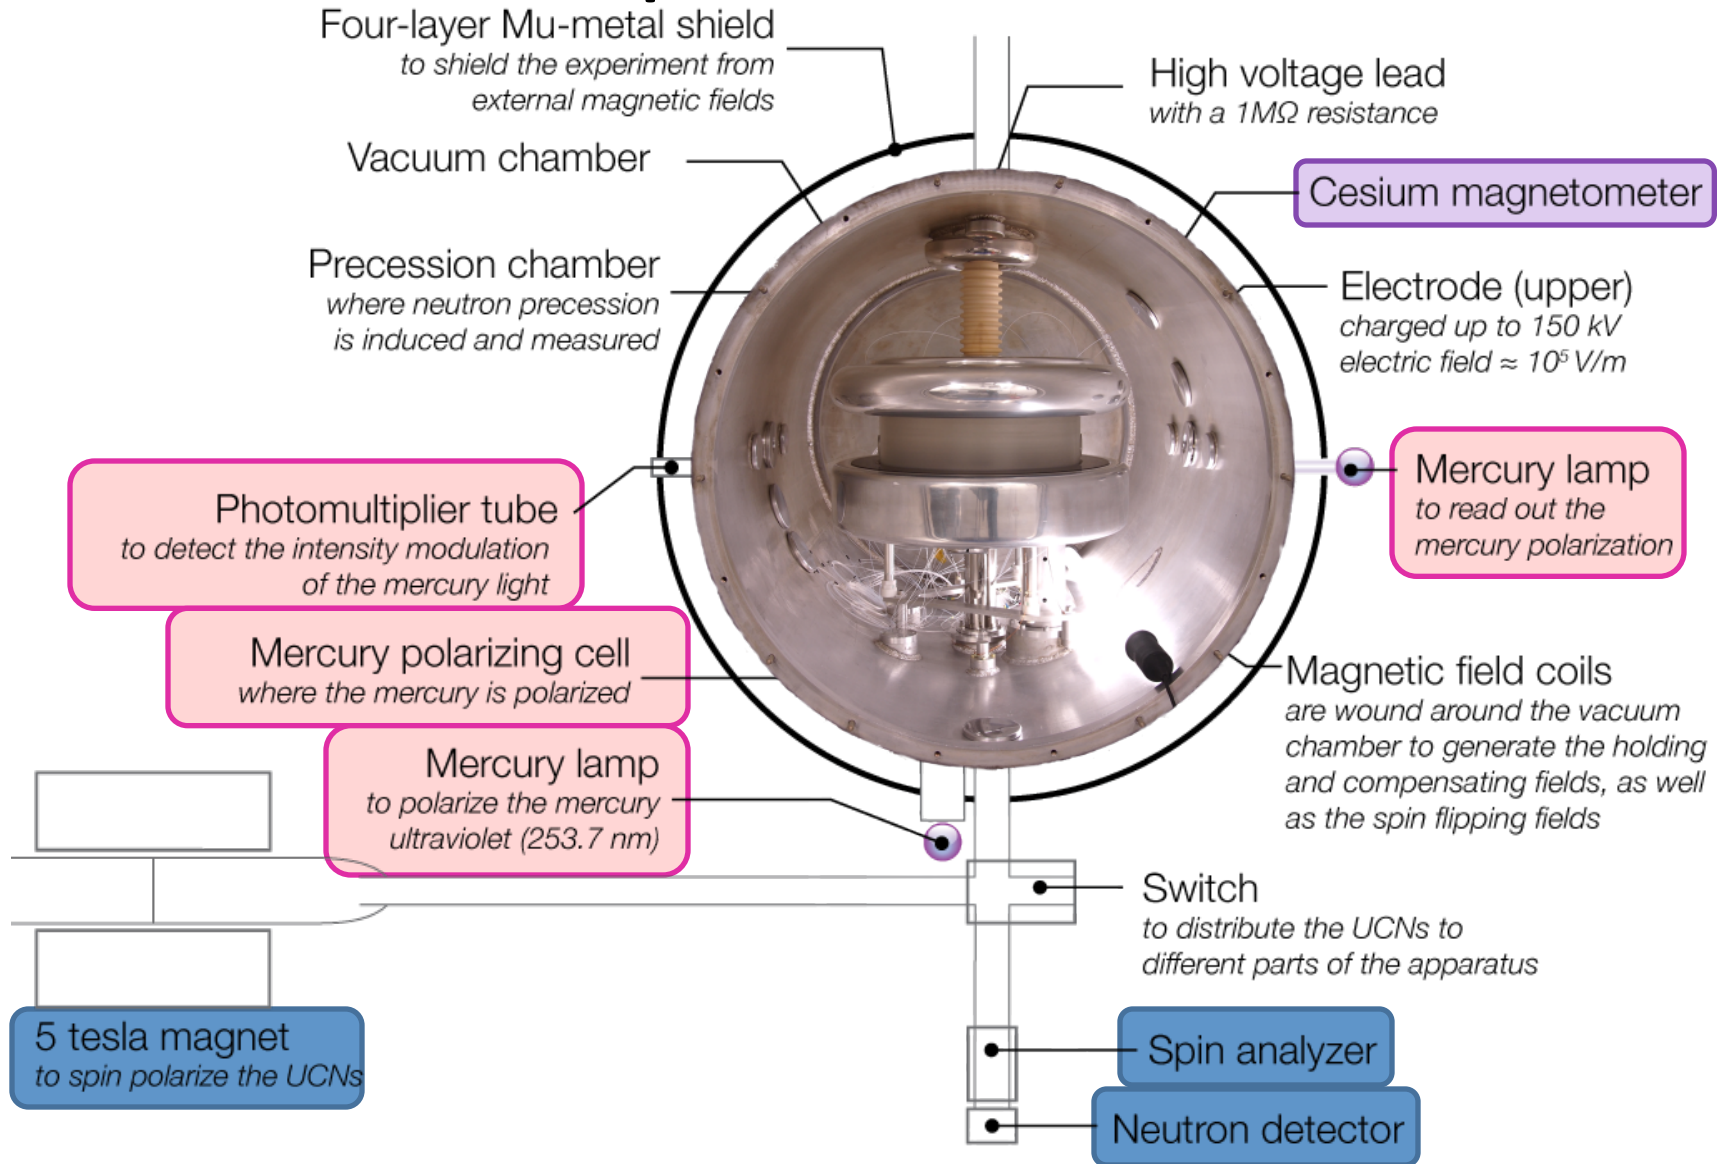 Four-layer Mu-metal shield
to shield the experiment from
external magnetic fields
High voltage lead
with a 1MΩ resistance
Vacuum chamber
Cesium magnetometer
Precession chamber
where neutron precession
is induced and measured
Electrode (upper)
charged up to 150 kV
electric field ≈ 10⁵ V/m
Photomultiplier tube
to detect the intensity modulation
of the mercury light
Mercury lamp
to read out the
mercury polarization
Mercury polarizing cell
where the mercury is polarized
Magnetic field coils
are wound around the vacuum
chamber to generate the holding
and compensating fields, as well
as the spin flipping fields
Mercury lamp
to polarize the mercury
ultraviolet (253.7 nm)
Switch
to distribute the UCNs to
different parts of the apparatus
5 tesla magnet
to spin polarize the UCNs
Spin analyzer
Neutron detector